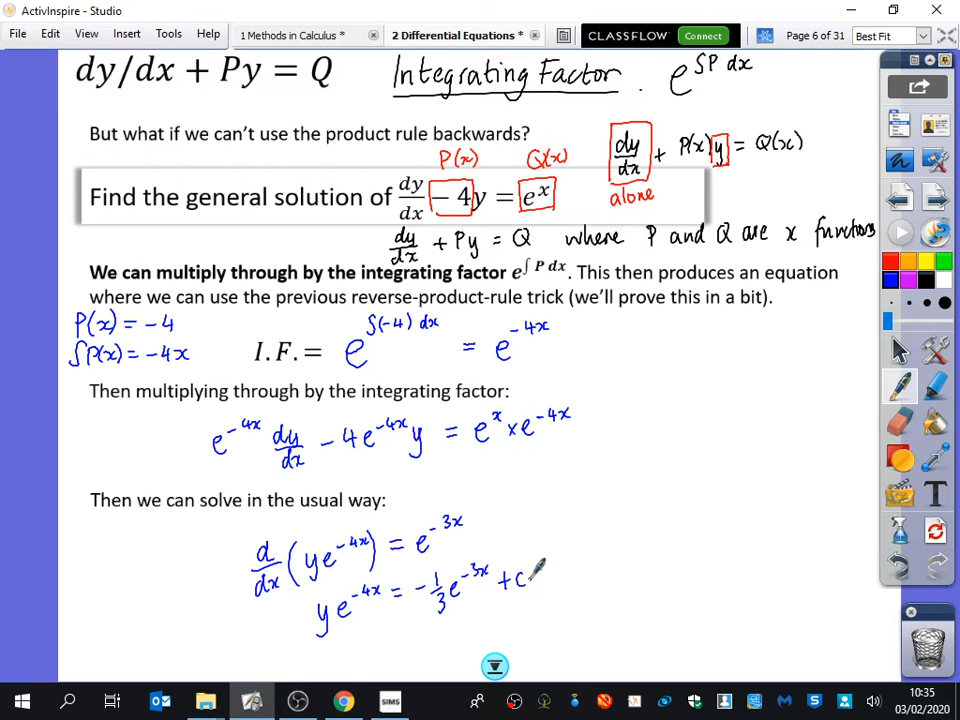 ActivInspire - Studio
File Edit View Insert Tools Help 1 Methods in Calculus * 2 Differential Equations * CLASSFLOW Connect Page 6 of 31 Best Fit
dy/dx + Py = Q Integrating Factor . e^{∫P dx}
But what if we can't use the product rule backwards?
P(x) Q(x)
dy/dx + P(x) y = Q(x)
alone
Find the general solution of dy/dx − 4y = e^x
dy/dx + Py = Q where P and Q are x functions
We can multiply through by the integrating factor e^{∫ P dx}. This then produces an equation
where we can use the previous reverse-product-rule trick (we'll prove this in a bit).
P(x) = −4
∫P(x) = −4x I.F. = e^{∫(−4) dx} = e^{−4x}
Then multiplying through by the integrating factor:
e^{−4x} dy/dx − 4e^{−4x}y = e^x × e^{−4x}
Then we can solve in the usual way:
d/dx (ye^{−4x}) = e^{−3x}
ye^{−4x} = −1/3 e^{−3x} + c
SIMS
10:35
03/02/2020